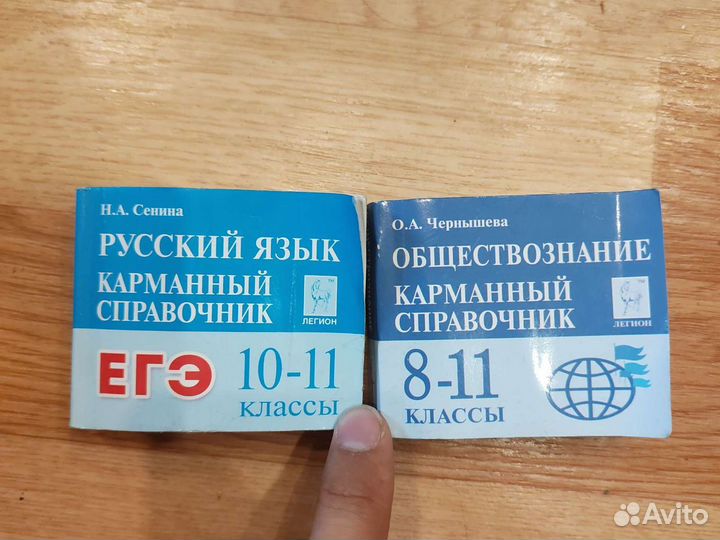 Н.А. Сенина
РУССКИЙ ЯЗЫК
КАРМАННЫЙ
СПРАВОЧНИК
ЛЕГИОН
ЕГЭ
10-11
классы
О.А. Чернышева
ОБЩЕСТВОЗНАНИЕ
КАРМАННЫЙ
СПРАВОЧНИК
ЛЕГИОН
8-11
КЛАССЫ
Avito